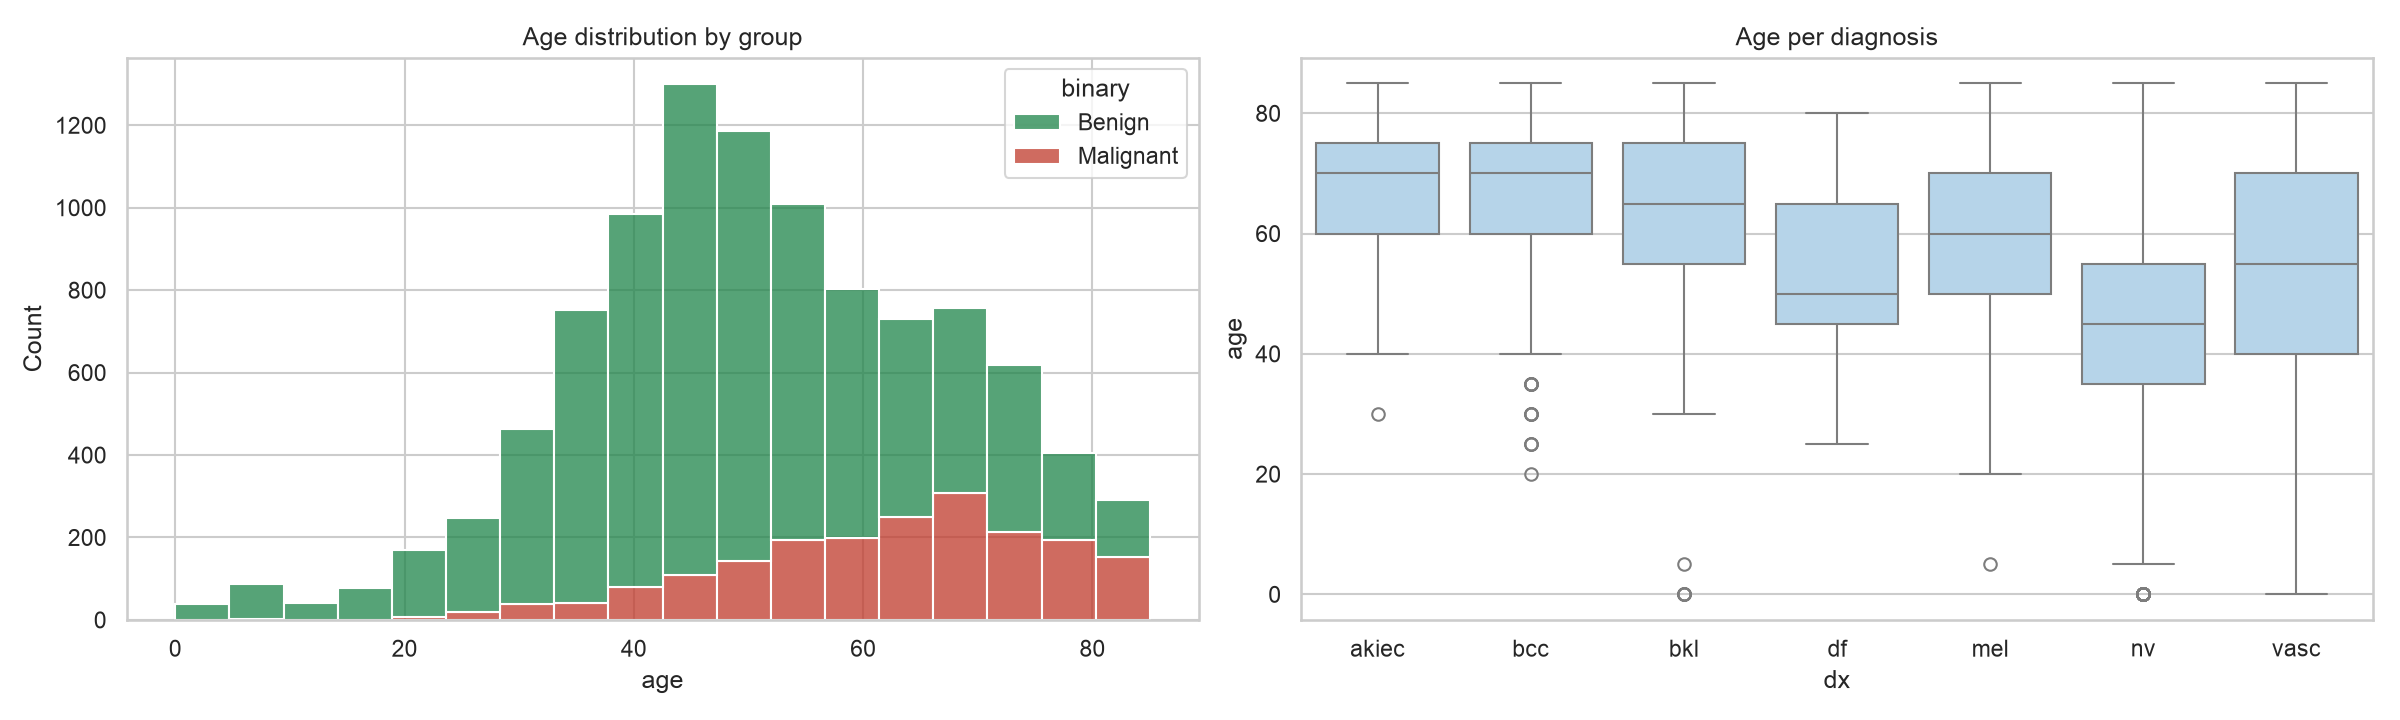 Age distribution by group
binary
Benign
Malignant
1200
1000
800
600
400
200
0
Count
0 20 40 60 80
age
Age per diagnosis
80
60
40
20
0
age
akiec bcc bkl df mel nv vasc
dx